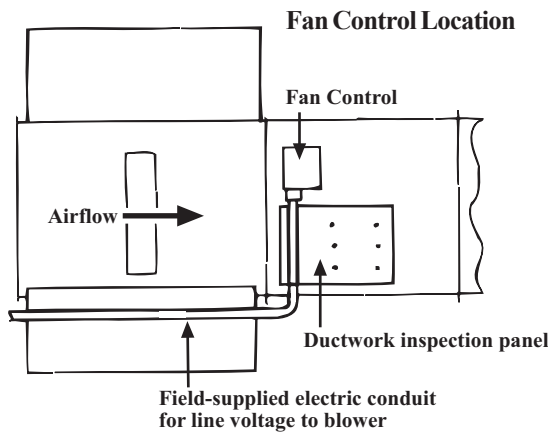 Fan Control Location
Fan Control
Airflow
Ductwork inspection panel
Field-supplied electric conduit
for line voltage to blower